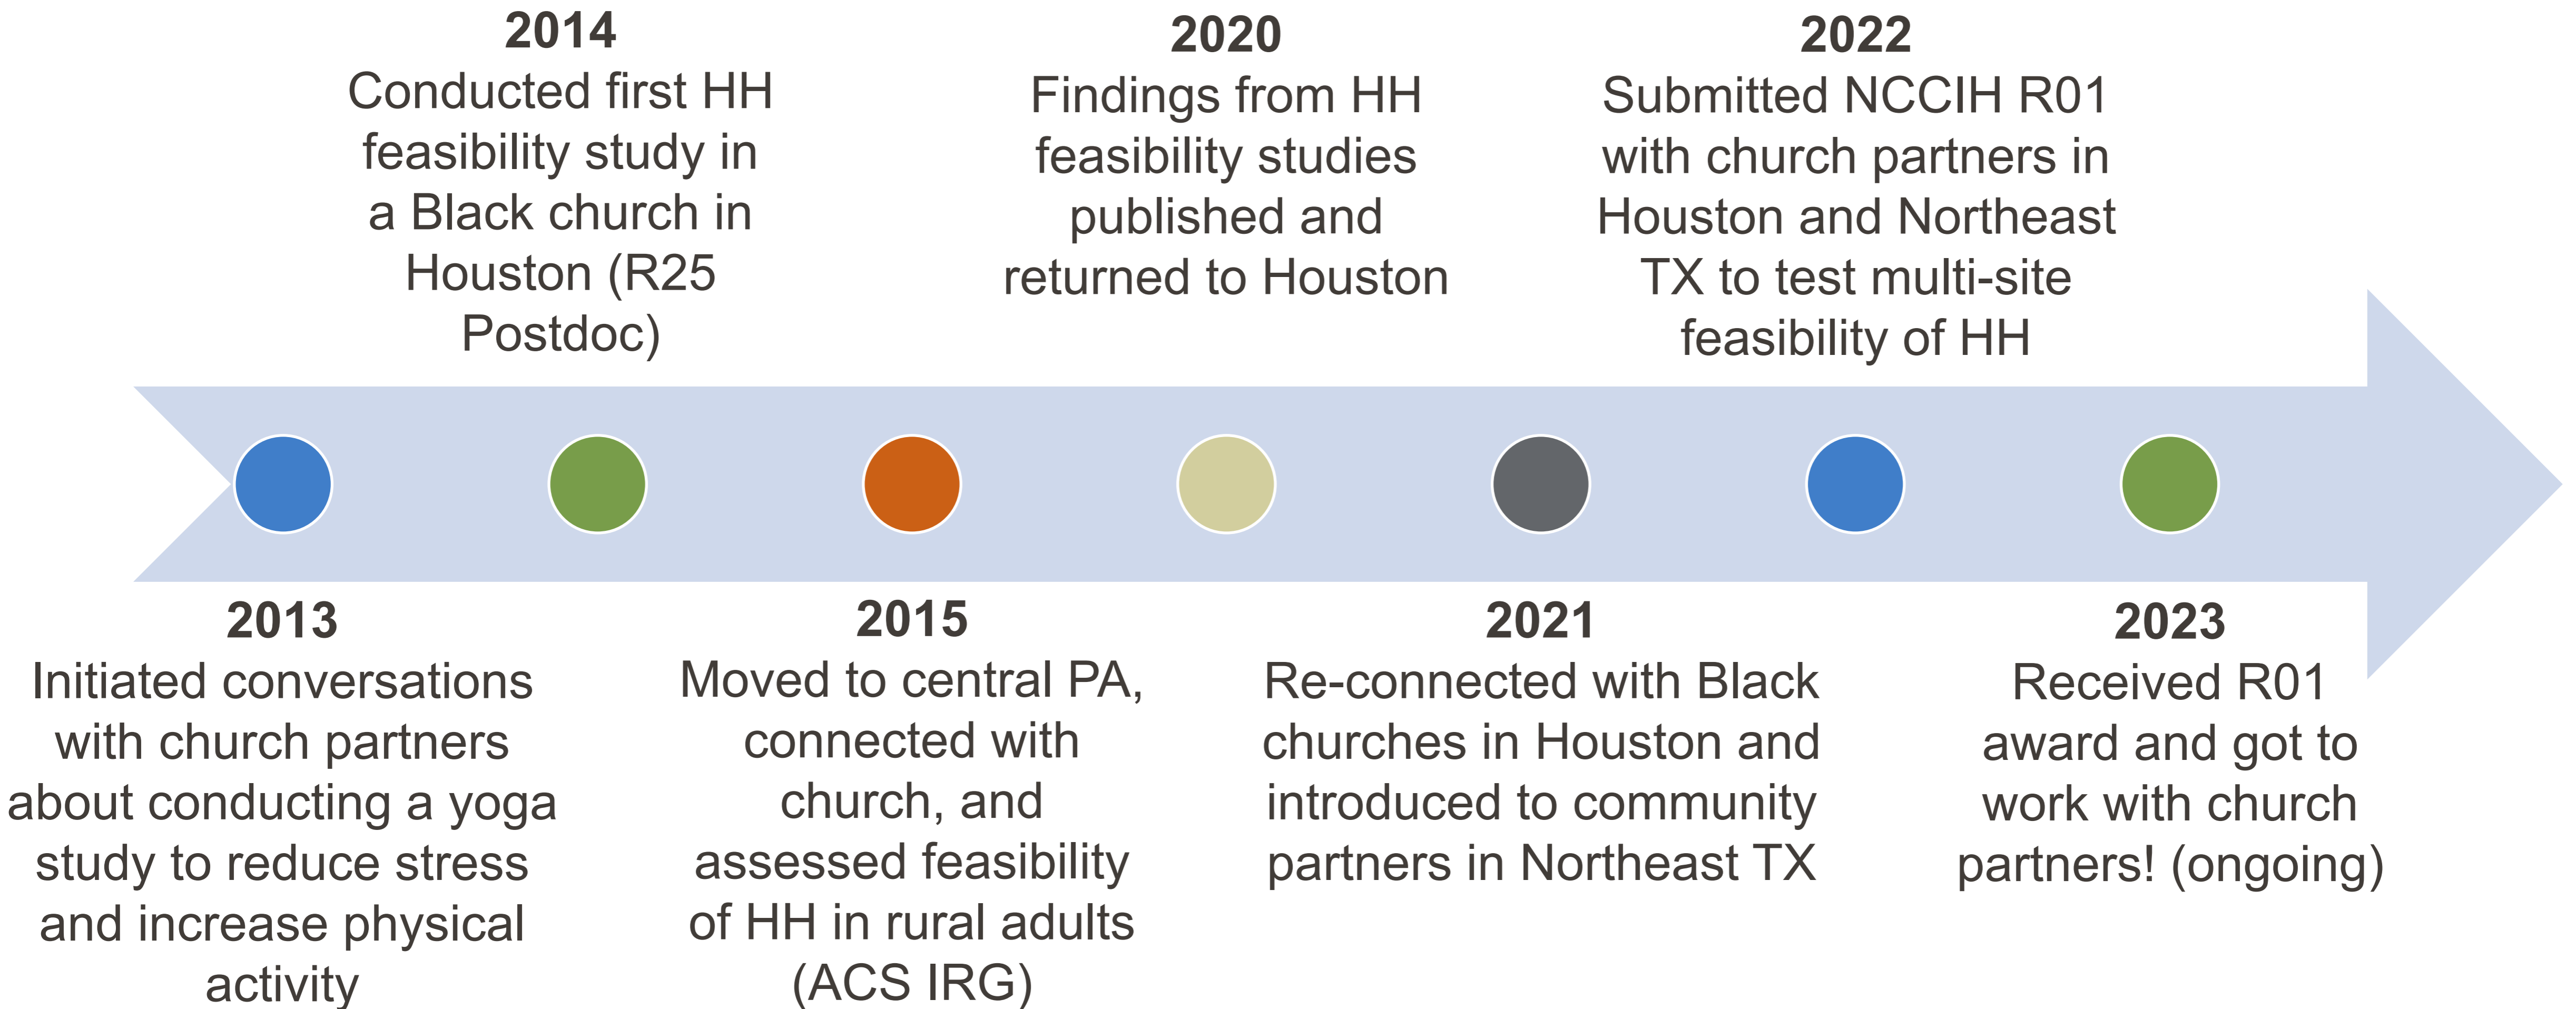 2014
Conducted first HH
feasibility study in
a Black church in
Houston (R25
Postdoc)
2020
Findings from HH
feasibility studies
published and
returned to Houston
2022
Submitted NCCIH R01
with church partners in
Houston and Northeast
TX to test multi-site
feasibility of HH
2013
Initiated conversations
with church partners
about conducting a yoga
study to reduce stress
and increase physical
activity
2015
Moved to central PA,
connected with
church, and
assessed feasibility
of HH in rural adults
(ACS IRG)
2021
Re-connected with Black
churches in Houston and
introduced to community
partners in Northeast TX
2023
Received R01
award and got to
work with church
partners! (ongoing)